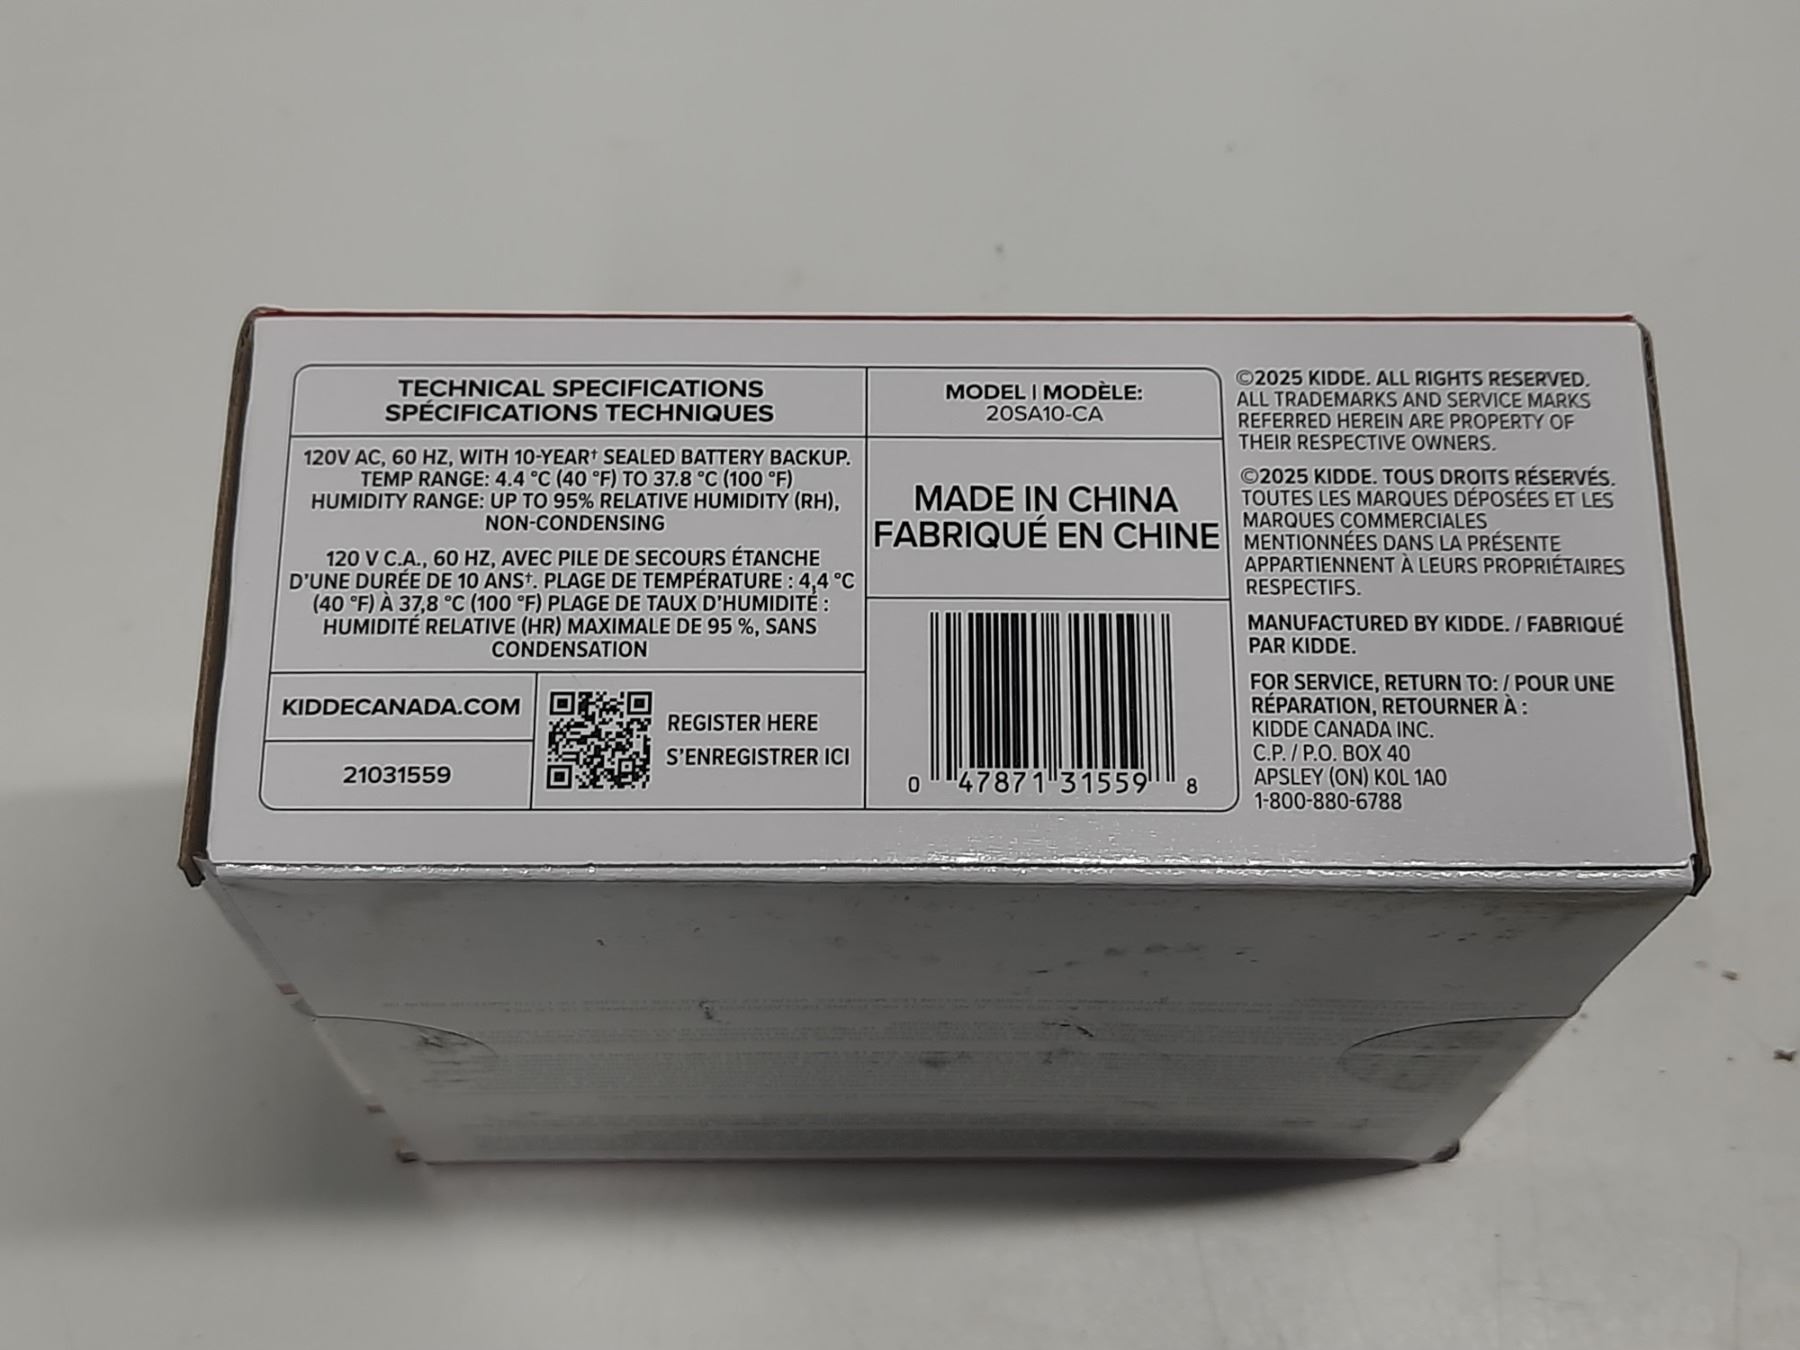 TECHNICAL SPECIFICATIONS
SPÉCIFICATIONS TECHNIQUES
120V AC, 60 HZ, WITH 10-YEAR† SEALED BATTERY BACKUP.
TEMP RANGE: 4.4 °C (40 °F) TO 37.8 °C (100 °F)
HUMIDITY RANGE: UP TO 95% RELATIVE HUMIDITY (RH),
NON-CONDENSING
120 V C.A., 60 HZ, AVEC PILE DE SECOURS ÉTANCHE
D'UNE DURÉE DE 10 ANS†. PLAGE DE TEMPÉRATURE : 4,4 °C
(40 °F) À 37,8 °C (100 °F) PLAGE DE TAUX D'HUMIDITÉ :
HUMIDITÉ RELATIVE (HR) MAXIMALE DE 95 %, SANS
CONDENSATION
KIDDECANADA.COM
21031559
REGISTER HERE
S'ENREGISTRER ICI
MODEL | MODÈLE:
20SA10-CA
MADE IN CHINA
FABRIQUÉ EN CHINE
0 47871 31559 8
©2025 KIDDE. ALL RIGHTS RESERVED.
ALL TRADEMARKS AND SERVICE MARKS
REFERRED HEREIN ARE PROPERTY OF
THEIR RESPECTIVE OWNERS.
©2025 KIDDE. TOUS DROITS RÉSERVÉS.
TOUTES LES MARQUES DÉPOSÉES ET LES
MARQUES COMMERCIALES
MENTIONNÉES DANS LA PRÉSENTE
APPARTIENNENT À LEURS PROPRIÉTAIRES
RESPECTIFS.
MANUFACTURED BY KIDDE. / FABRIQUÉ
PAR KIDDE.
FOR SERVICE, RETURN TO: / POUR UNE
RÉPARATION, RETOURNER À :
KIDDE CANADA INC.
C.P. / P.O. BOX 40
APSLEY (ON) K0L 1A0
1-800-880-6788